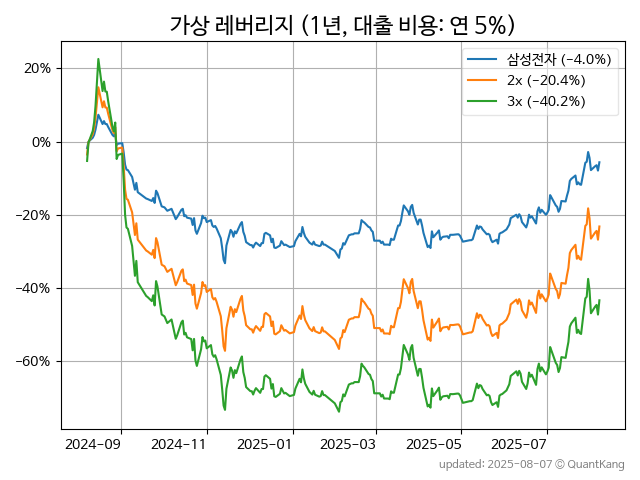 가상 레버리지 (1년, 대출 비용: 연 5%)
삼성전자 (−4.0%)
2x (−20.4%)
3x (−40.2%)
20%
0%
−20%
−40%
−60%
2024-09 2024-11 2025-01 2025-03 2025-05 2025-07
updated: 2025-08-07 © QuantKang